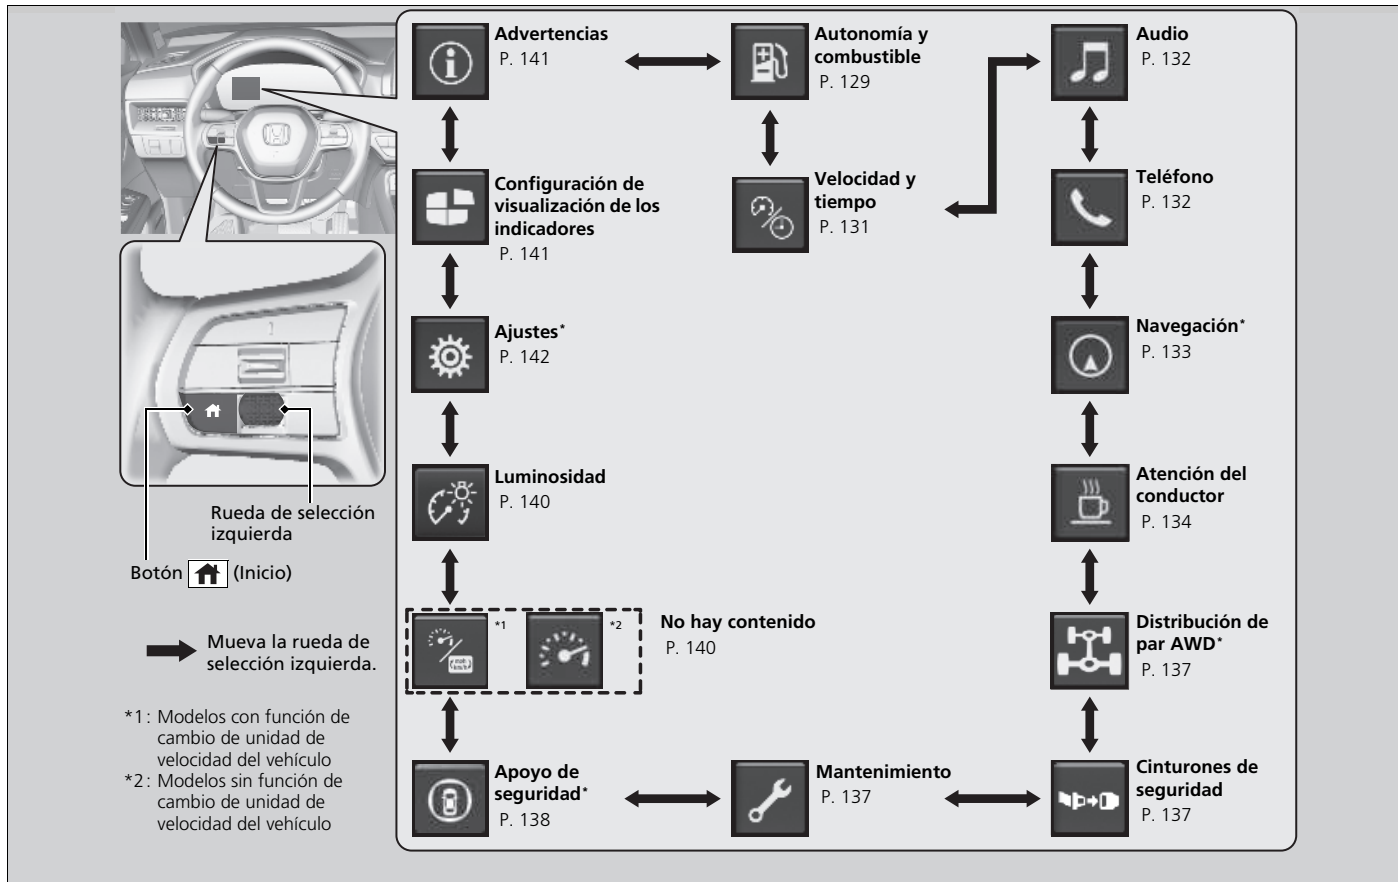 Advertencias
P. 141
Autonomía y
combustible
P. 129
Audio
P. 132
Configuración de
visualización de los
indicadores
P. 141
Velocidad y
tiempo
P. 131
Teléfono
P. 132
Ajustes*
P. 142
Navegación*
P. 133
Luminosidad
P. 140
Atención del
conductor
P. 134
Rueda de selección
izquierda
Botón (Inicio)
*1
*2
No hay contenido
P. 140
Distribución de
par AWD*
P. 137
Mueva la rueda de
selección izquierda.
*1: Modelos con función de
cambio de unidad de
velocidad del vehículo
*2: Modelos sin función de
cambio de unidad de
velocidad del vehículo
Apoyo de
seguridad*
P. 138
Mantenimiento
P. 137
Cinturones de
seguridad
P. 137